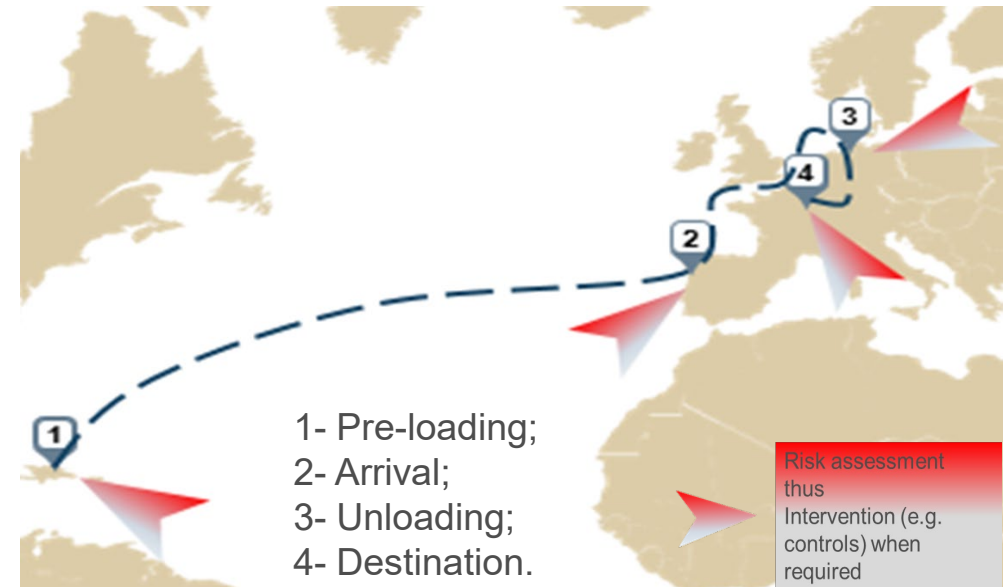 3
4
2
1
1- Pre-loading;
2- Arrival;
3- Unloading;
4- Destination.
Risk assessment
thus
Intervention (e.g.
controls) when
required